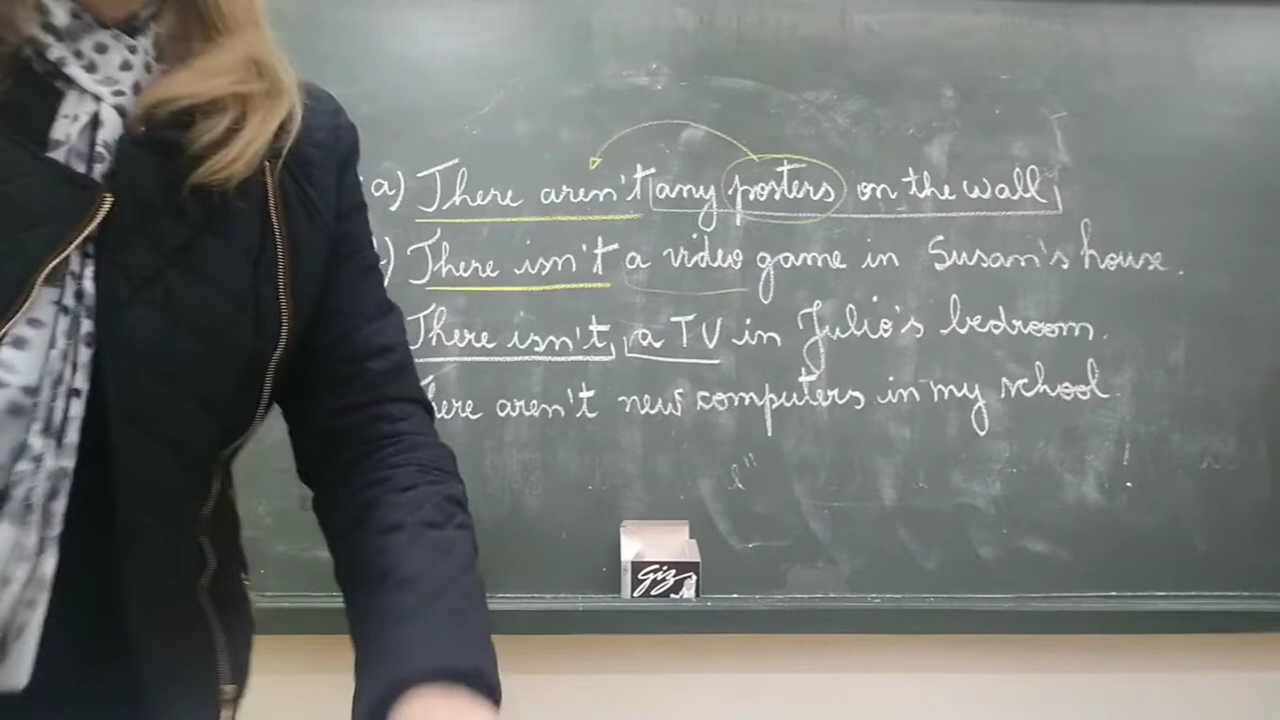 a) There aren't any posters on the wall
) There isn't a video game in Susan's house.
There isn't a TV in Julio's bedroom.
here aren't new computers in my school.
giz